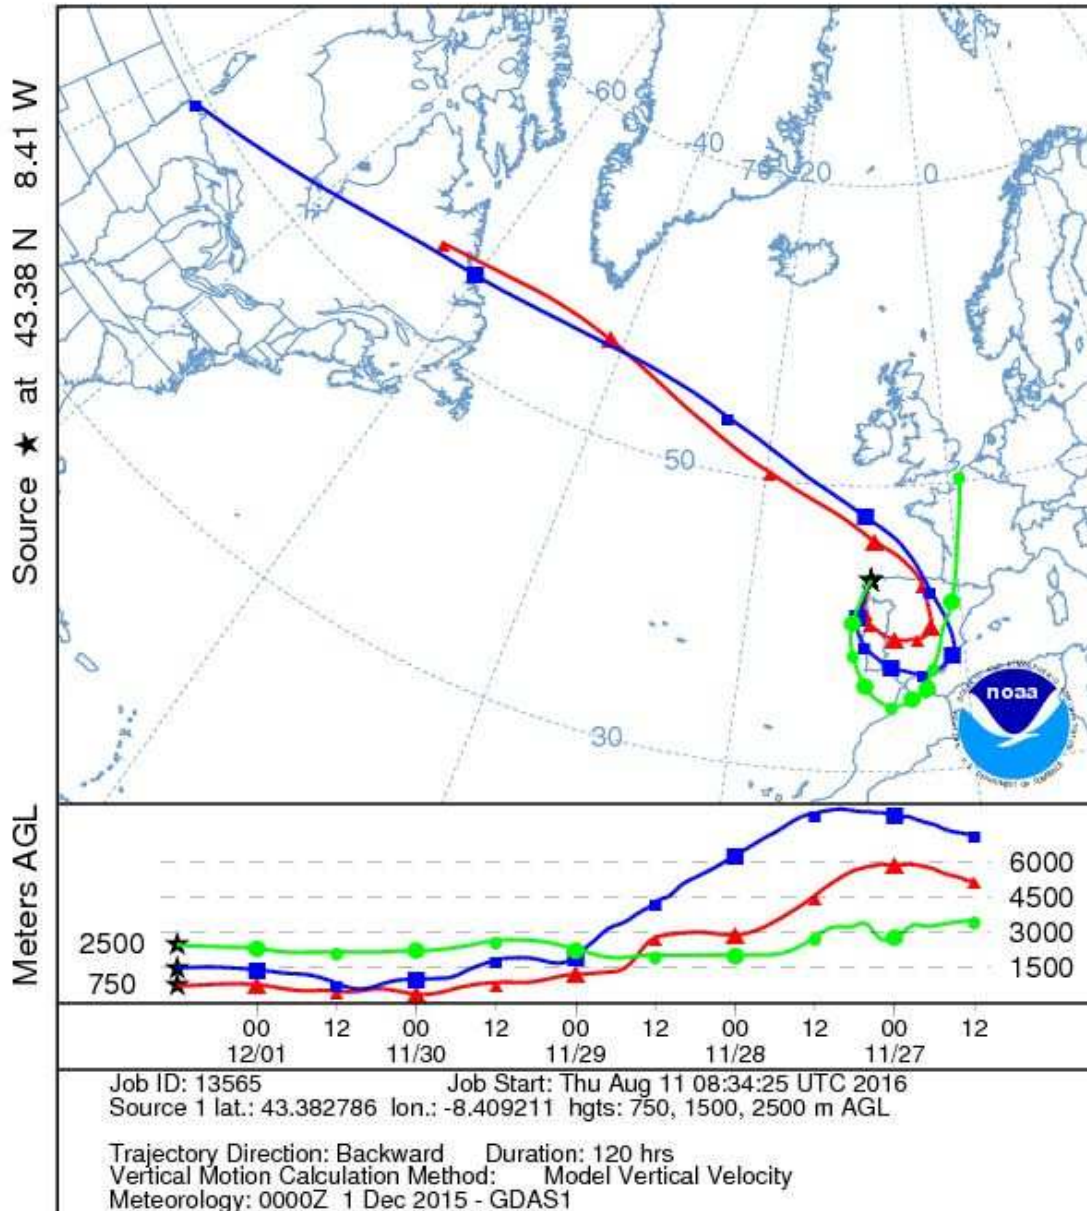 Source ★ at 43.38 N 8.41 W
-60
-40
70
-20
0
50
30
noaa
Meters AGL
6000
4500
3000
1500
2500
750
00 12 00 12 00 12 00 12 00 12
12/01 11/30 11/29 11/28 11/27
Job ID: 13565 Job Start: Thu Aug 11 08:34:25 UTC 2016
Source 1 lat.: 43.382786 lon.: -8.409211 hgts: 750, 1500, 2500 m AGL
Trajectory Direction: Backward Duration: 120 hrs
Vertical Motion Calculation Method: Model Vertical Velocity
Meteorology: 0000Z 1 Dec 2015 - GDAS1